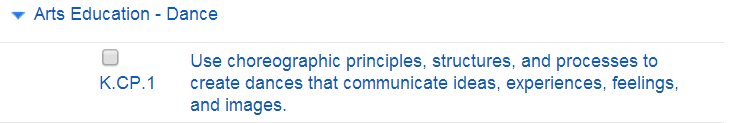 Arts Education - Dance
K.CP.1
Use choreographic principles, structures, and processes to
create dances that communicate ideas, experiences, feelings,
and images.